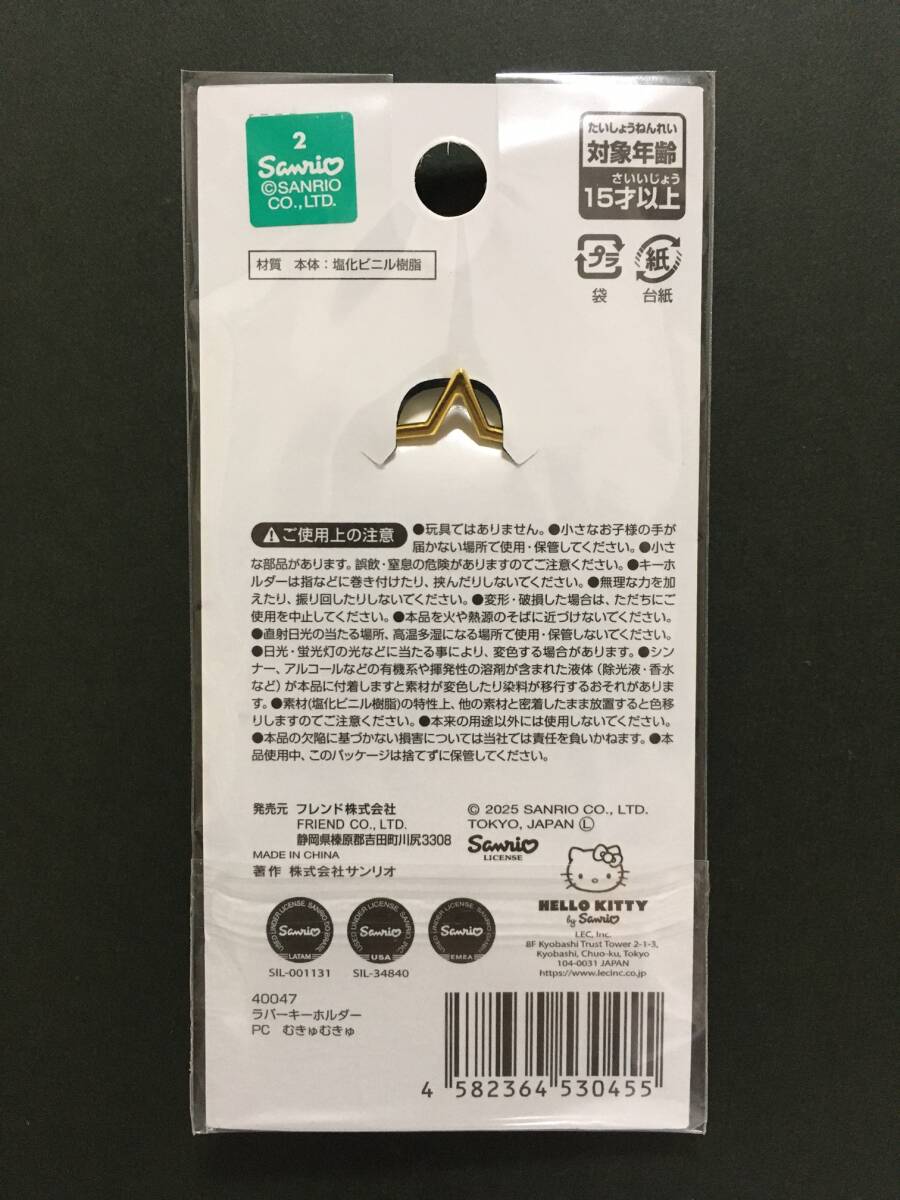 2
Sanrio
©SANRIO
CO.,LTD.
たいしょうねんれい
対象年齢
さいいじょう
15才以上
プラ
紙
袋
台紙
材質 本体:塩化ビニル樹脂
ご使用上の注意 ●玩具ではありません。●小さなお子様の手が
届かない場所で使用・保管してください。●小さ
な部品があります。誤飲・窒息の危険がありますのでご注意ください。●キーホ
ルダーは指などに巻き付けたり、挟んだりしないでください。●無理な力を加
えたり、振り回したりしないでください。●変形・破損した場合は、ただちにご
使用を中止してください。●本品を火や熱源のそばに近づけないでください。
●直射日光の当たる場所、高温多湿になる場所で使用・保管しないでください。
●日光・蛍光灯の光などに当たる事により、変色する場合があります。●シン
ナー、アルコールなどの有機系や揮発性の溶剤が含まれた液体(除光液・香水
など)が本品に付着しますと素材が変色したり染料が移行するおそれがありま
す。●素材(塩化ビニル樹脂)の特性上、他の素材と密着したまま放置すると色移
りしますのでご注意ください。●本来の用途以外には使用しないでください。
●本品の欠陥に基づかない損害については当社では責任を負いかねます。●本
品使用中、このパッケージは捨てずに保管してください。
発売元 フレンド株式会社
FRIEND CO., LTD.
静岡県榛原郡吉田町川尻3308
MADE IN CHINA
著作 株式会社サンリオ
© 2025 SANRIO CO., LTD.
TOKYO, JAPAN Ⓛ
Sanrio
LICENSE
HELLO KITTY
by Sanrio
LEC, Inc.
8F Kyobashi Trust Tower 2-1-3,
Kyobashi, Chuo-ku, Tokyo
104-0031 JAPAN
https://www.lecinc.co.jp
USED UNDER LICENSE. SANRIO DO BRASIL
Sanrio
LATAM
SIL-001131
USED UNDER LICENSE. SANRIO, INC.
Sanrio
USA
SIL-34840
Sanrio
EMEA
40047
ラバーキーホルダー
PC むきゅむきゅ
4 582364 530455